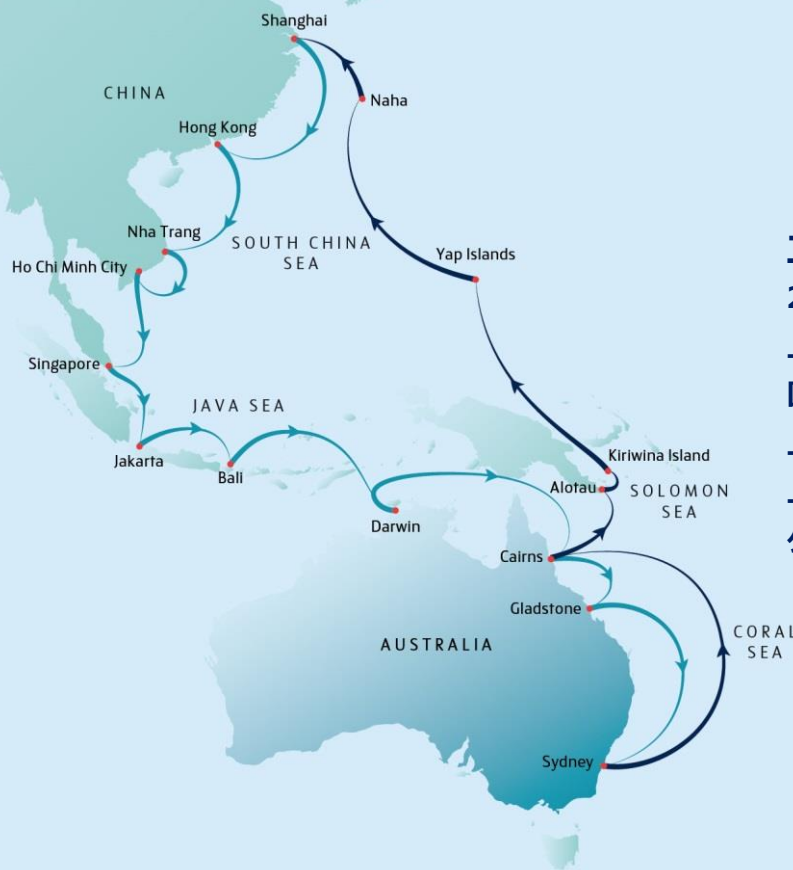 Shanghai
CHINA
Naha
Hong Kong
Nha Trang
SOUTH CHINA
SEA
Yap Islands
Ho Chi Minh City
Singapore
JAVA SEA
Jakarta
Bali
Kiriwina Island
Alotau
SOLOMON
SEA
Darwin
Cairns
Gladstone
CORAL
SEA
AUSTRALIA
Sydney